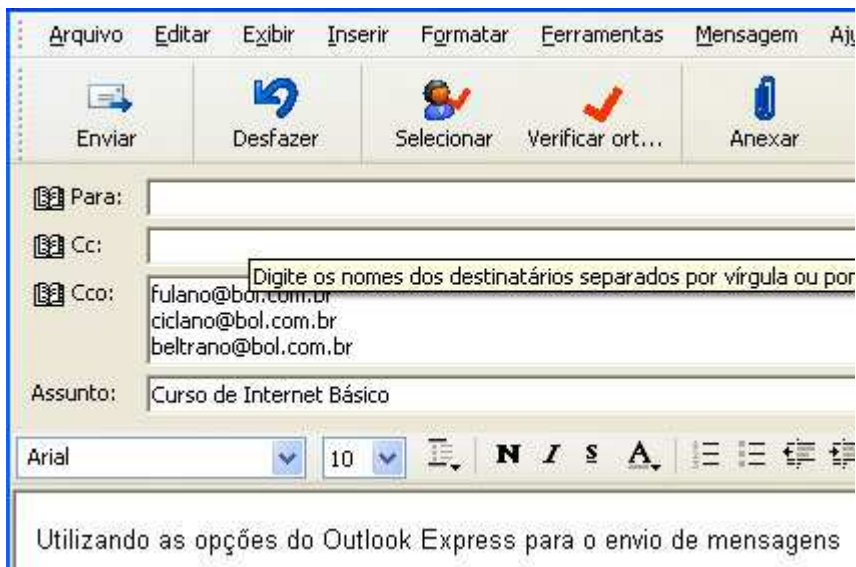 Arquivo Editar Exibir Inserir Formatar Ferramentas Mensagem Aju
Enviar Desfazer Selecionar Verificar ort... Anexar
Para:
Cc:
Digite os nomes dos destinatários separados por vírgula ou por
Cco: fulano@bol.com.br
ciclano@bol.com.br
beltrano@bol.com.br
Assunto: Curso de Internet Básico
Arial 10 N I S A
Utilizando as opções do Outlook Express para o envio de mensagens